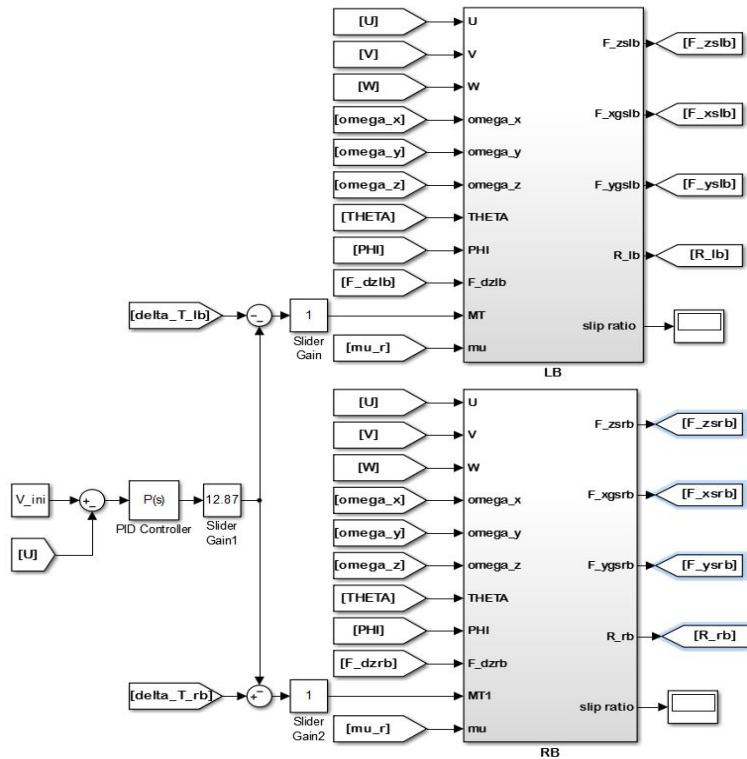 [U]
U
[V]
V
F_zslb
[F_zslb]
[W]
W
[omega_x]
omega_x
F_xgslb
[F_xslb]
[omega_y]
omega_y
[omega_z]
omega_z
F_ygslb
[F_yslb]
[THETA]
THETA
[PHI]
PHI
R_lb
[R_lb]
[F_dzlb]
F_dzlb
[delta_T_lb]
1
MT
slip ratio
Slider
Gain
[mu_r]
mu
LB
[U]
U
F_zsrb
[F_zsrb]
[V]
V
[W]
W
V_ini
P(s)
12.87
PID Controller
Slider
Gain1
[U]
[omega_x]
omega_x
F_xgsrb
[F_xsrb]
[omega_y]
omega_y
[omega_z]
omega_z
F_ygsrb
[F_ysrb]
[THETA]
THETA
[PHI]
PHI
R_rb
[R_rb]
[F_dzrb]
F_dzrb
[delta_T_rb]
1
MT1
slip ratio
Slider
Gain2
[mu_r]
mu
RB